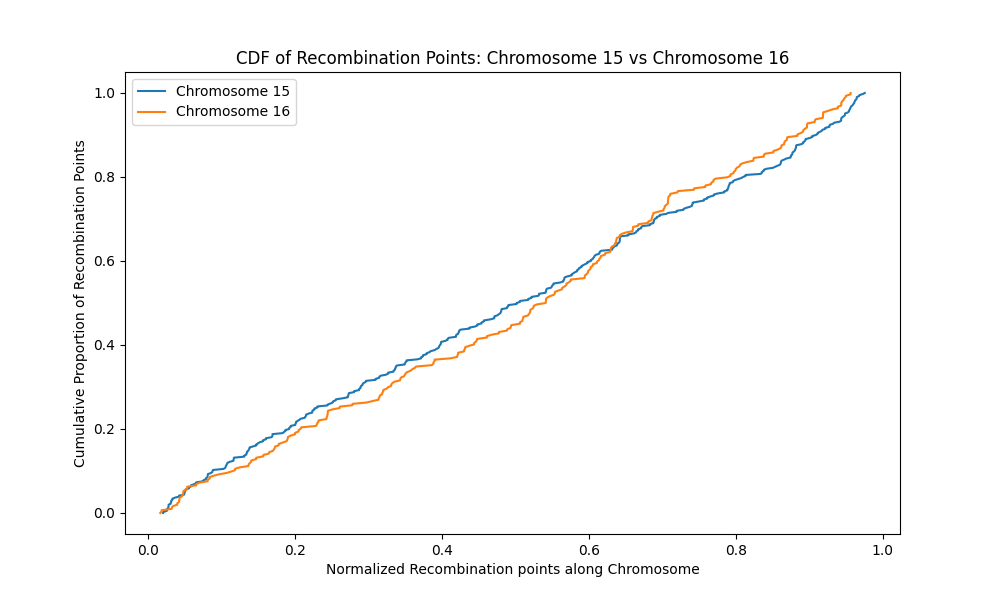 CDF of Recombination Points: Chromosome 15 vs Chromosome 16
Chromosome 15
Chromosome 16
Cumulative Proportion of Recombination Points
1.0
0.8
0.6
0.4
0.2
0.0
0.0 0.2 0.4 0.6 0.8 1.0
Normalized Recombination points along Chromosome